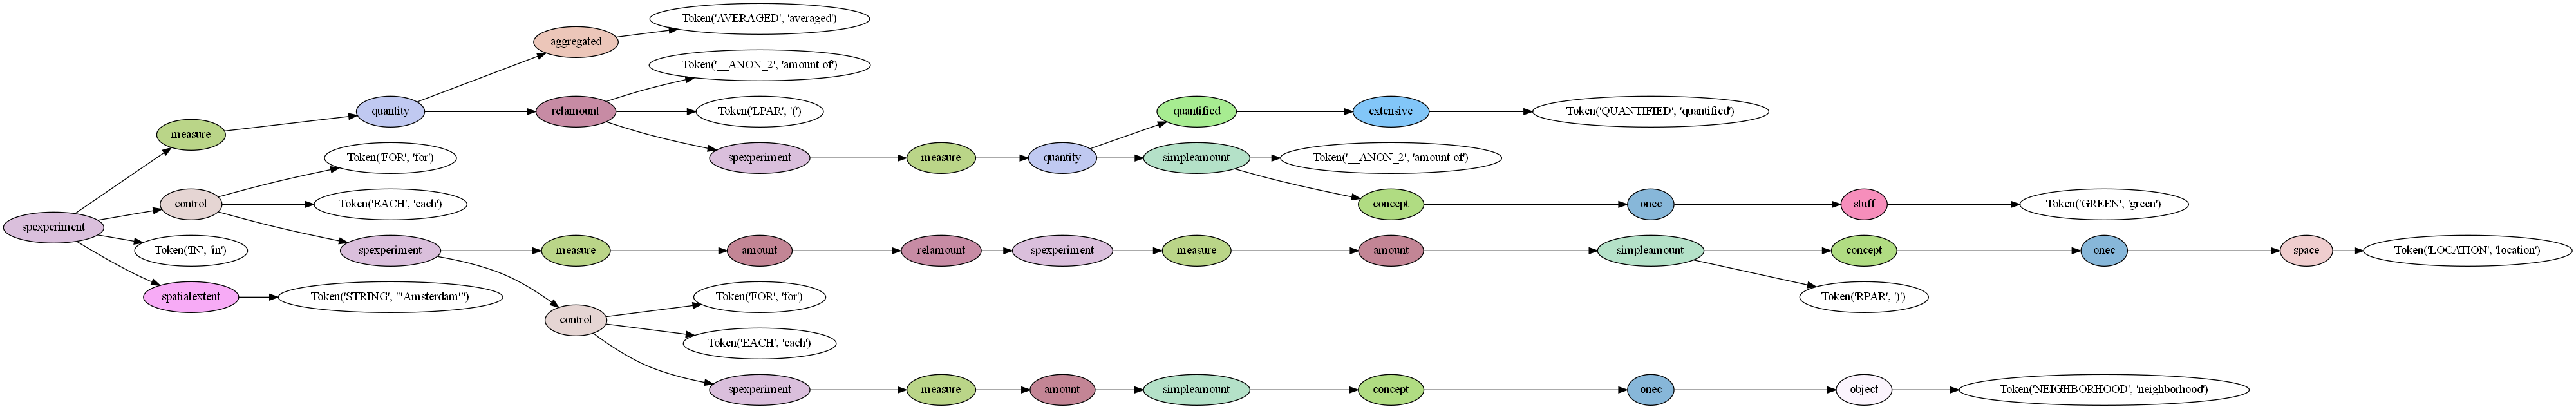 Token('AVERAGED', 'averaged')
aggregated
Token('__ANON_2', 'amount of')
quantity
relamount
Token('LPAR', '(')
quantified
extensive
Token('QUANTIFIED', 'quantified')
measure
Token('FOR', 'for')
spexperiment
measure
quantity
simpleamount
Token('__ANON_2', 'amount of')
control
Token('EACH', 'each')
concept
onec
stuff
Token('GREEN', 'green')
spexperiment
Token('IN', 'in')
spexperiment
measure
amount
relamount
spexperiment
measure
amount
simpleamount
concept
onec
space
Token('LOCATION', 'location')
spatialextent
Token('STRING', "'Amsterdam'")
Token('FOR', 'for')
Token('RPAR', ')')
control
Token('EACH', 'each')
spexperiment
measure
amount
simpleamount
concept
onec
object
Token('NEIGHBORHOOD', 'neighborhood')